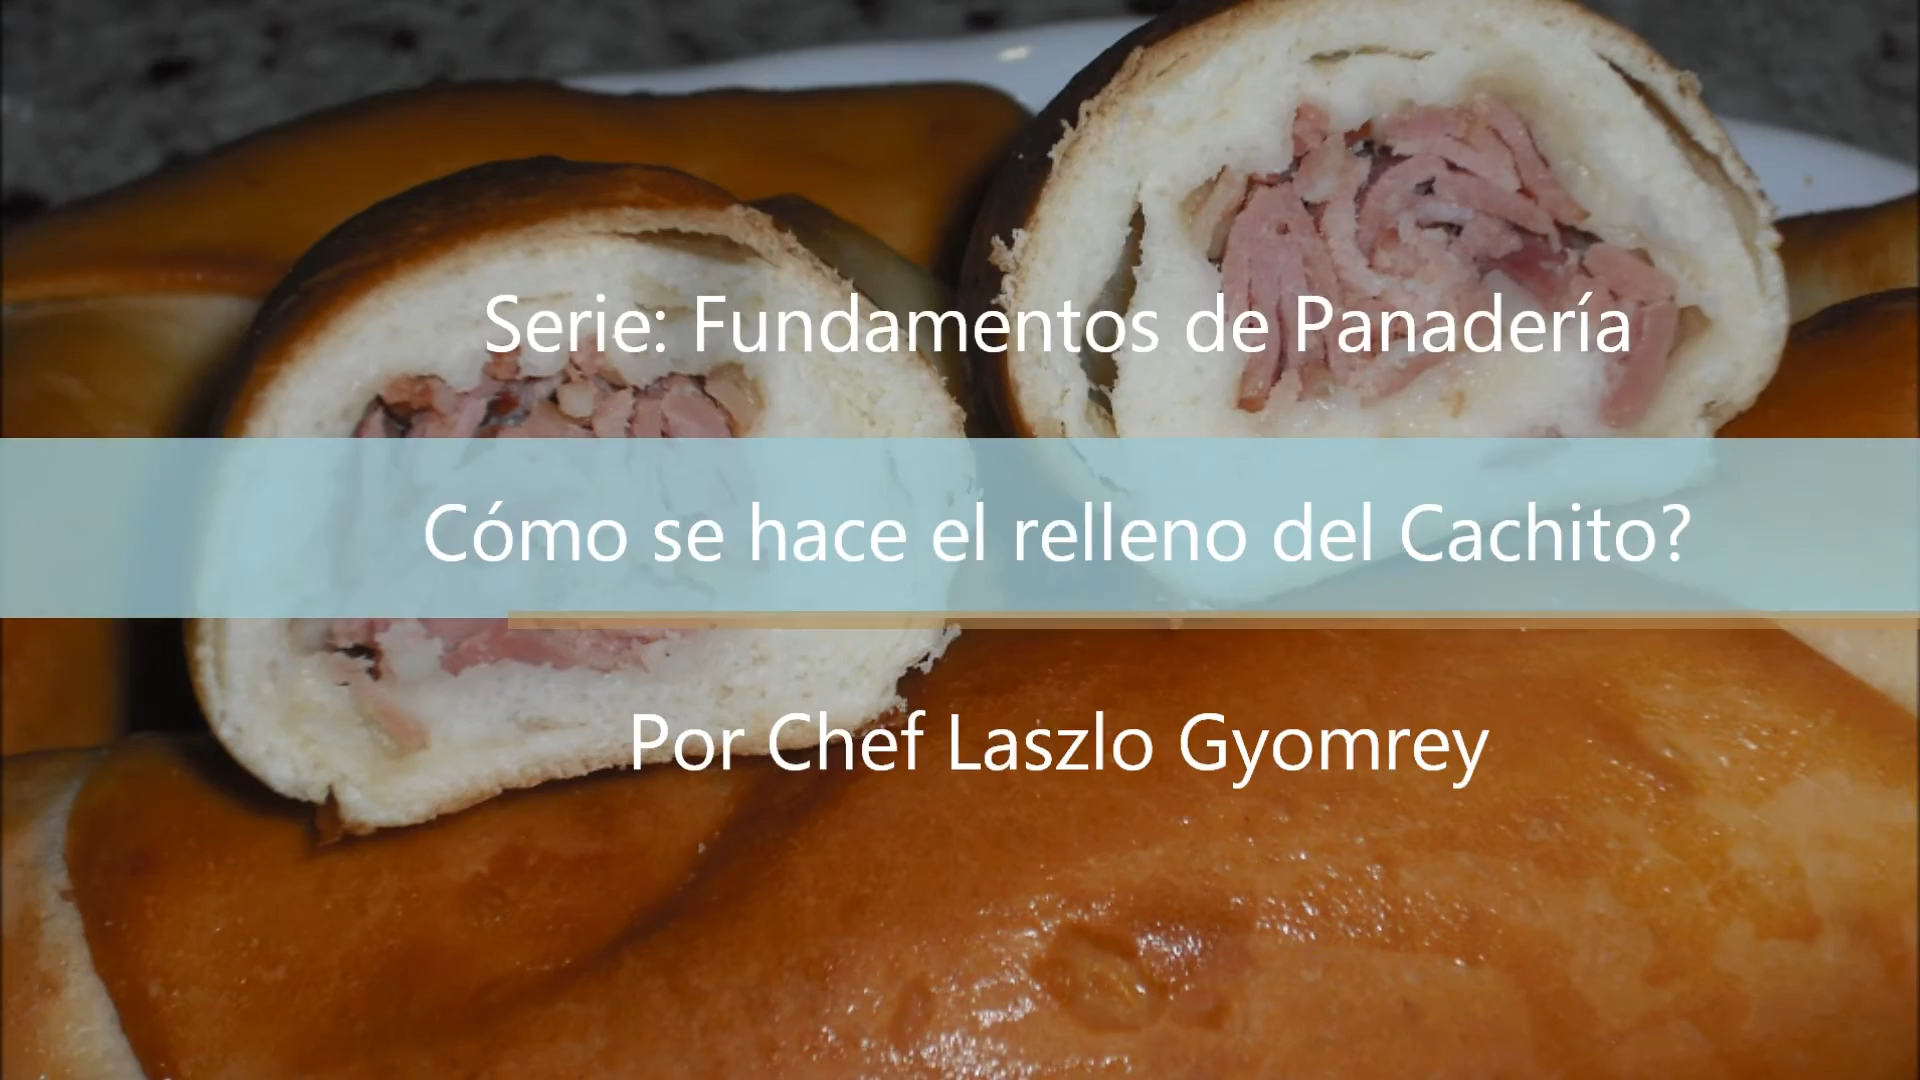 Serie: Fundamentos de Panadería
Cómo se hace el relleno del Cachito?
Por Chef Laszlo Gyomrey